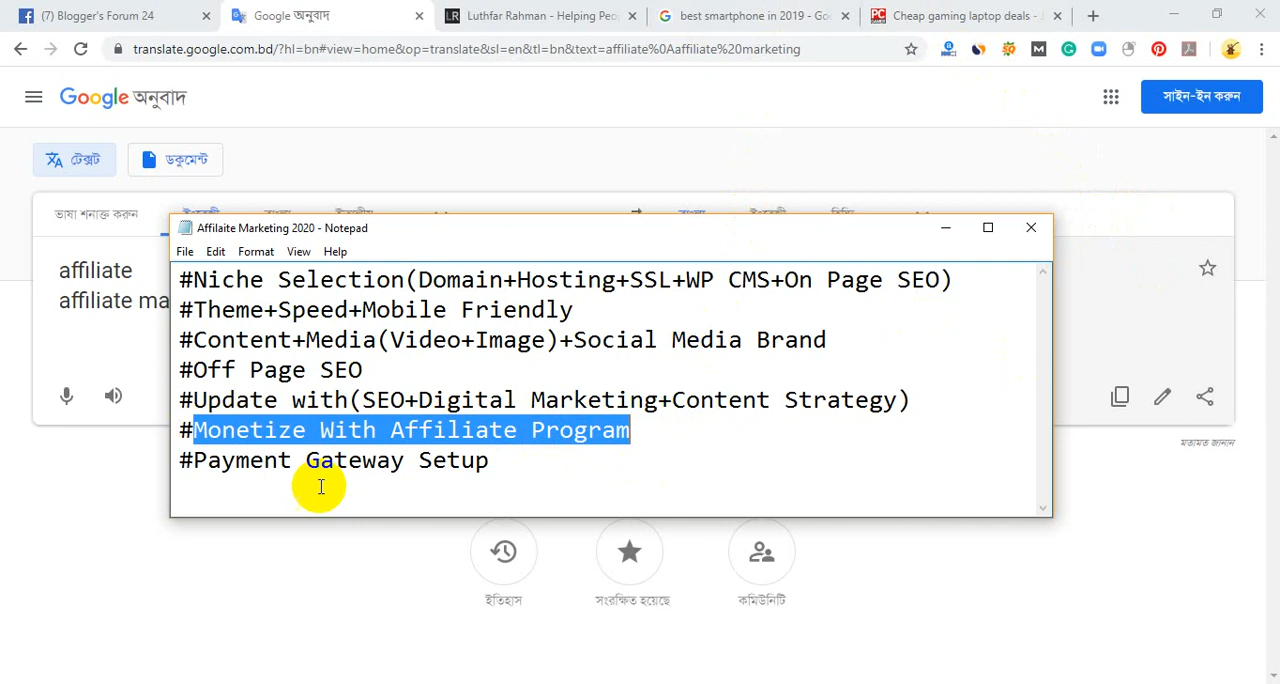 (7) Blogger's Forum 24
Google অনুবাদ
Luthfar Rahman - Helping Peo
best smartphone in 2019 - Goo
Cheap gaming laptop deals -
translate.google.com.bd/?hl=bn#view=home&op=translate&sl=en&tl=bn&text=affiliate%0Aaffiliate%20marketing
Google অনুবাদ
সাইন-ইন করুন
টেক্সট
ডকুমেন্ট
ভাষা শনাক্ত করুন
affiliate
affiliate ma
Affilaite Marketing 2020 - Notepad
File Edit Format View Help
#Niche Selection(Domain+Hosting+SSL+WP CMS+On Page SEO)
#Theme+Speed+Mobile Friendly
#Content+Media(Video+Image)+Social Media Brand
#Off Page SEO
#Update with(SEO+Digital Marketing+Content Strategy)
#Monetize With Affiliate Program
#Payment Gateway Setup
মতামত জানান
ইতিহাস
সংরক্ষিত হয়েছে
কমিউনিটি